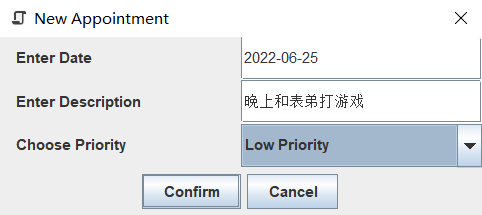 New Appointment
Enter Date 2022-06-25
Enter Description 晚上和表弟打游戏
Choose Priority Low Priority
Confirm Cancel